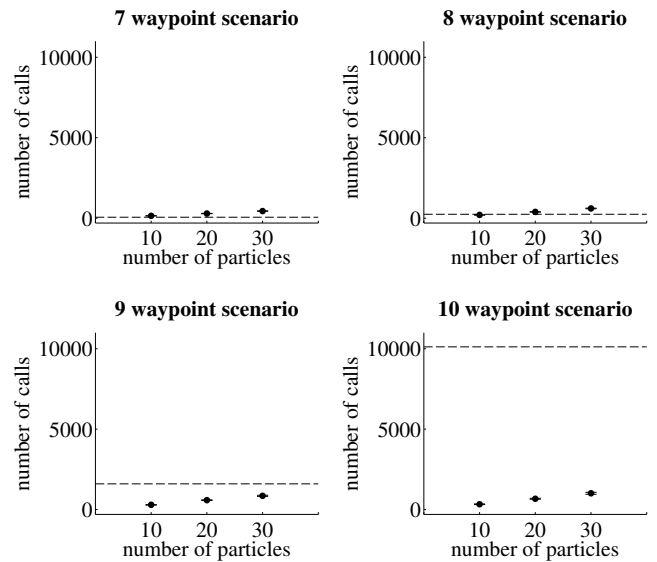 7 waypoint scenario
number of calls
10000
5000
0
10 20 30
number of particles
8 waypoint scenario
number of calls
10000
5000
0
10 20 30
number of particles
9 waypoint scenario
number of calls
10000
5000
0
10 20 30
number of particles
10 waypoint scenario
number of calls
10000
5000
0
10 20 30
number of particles